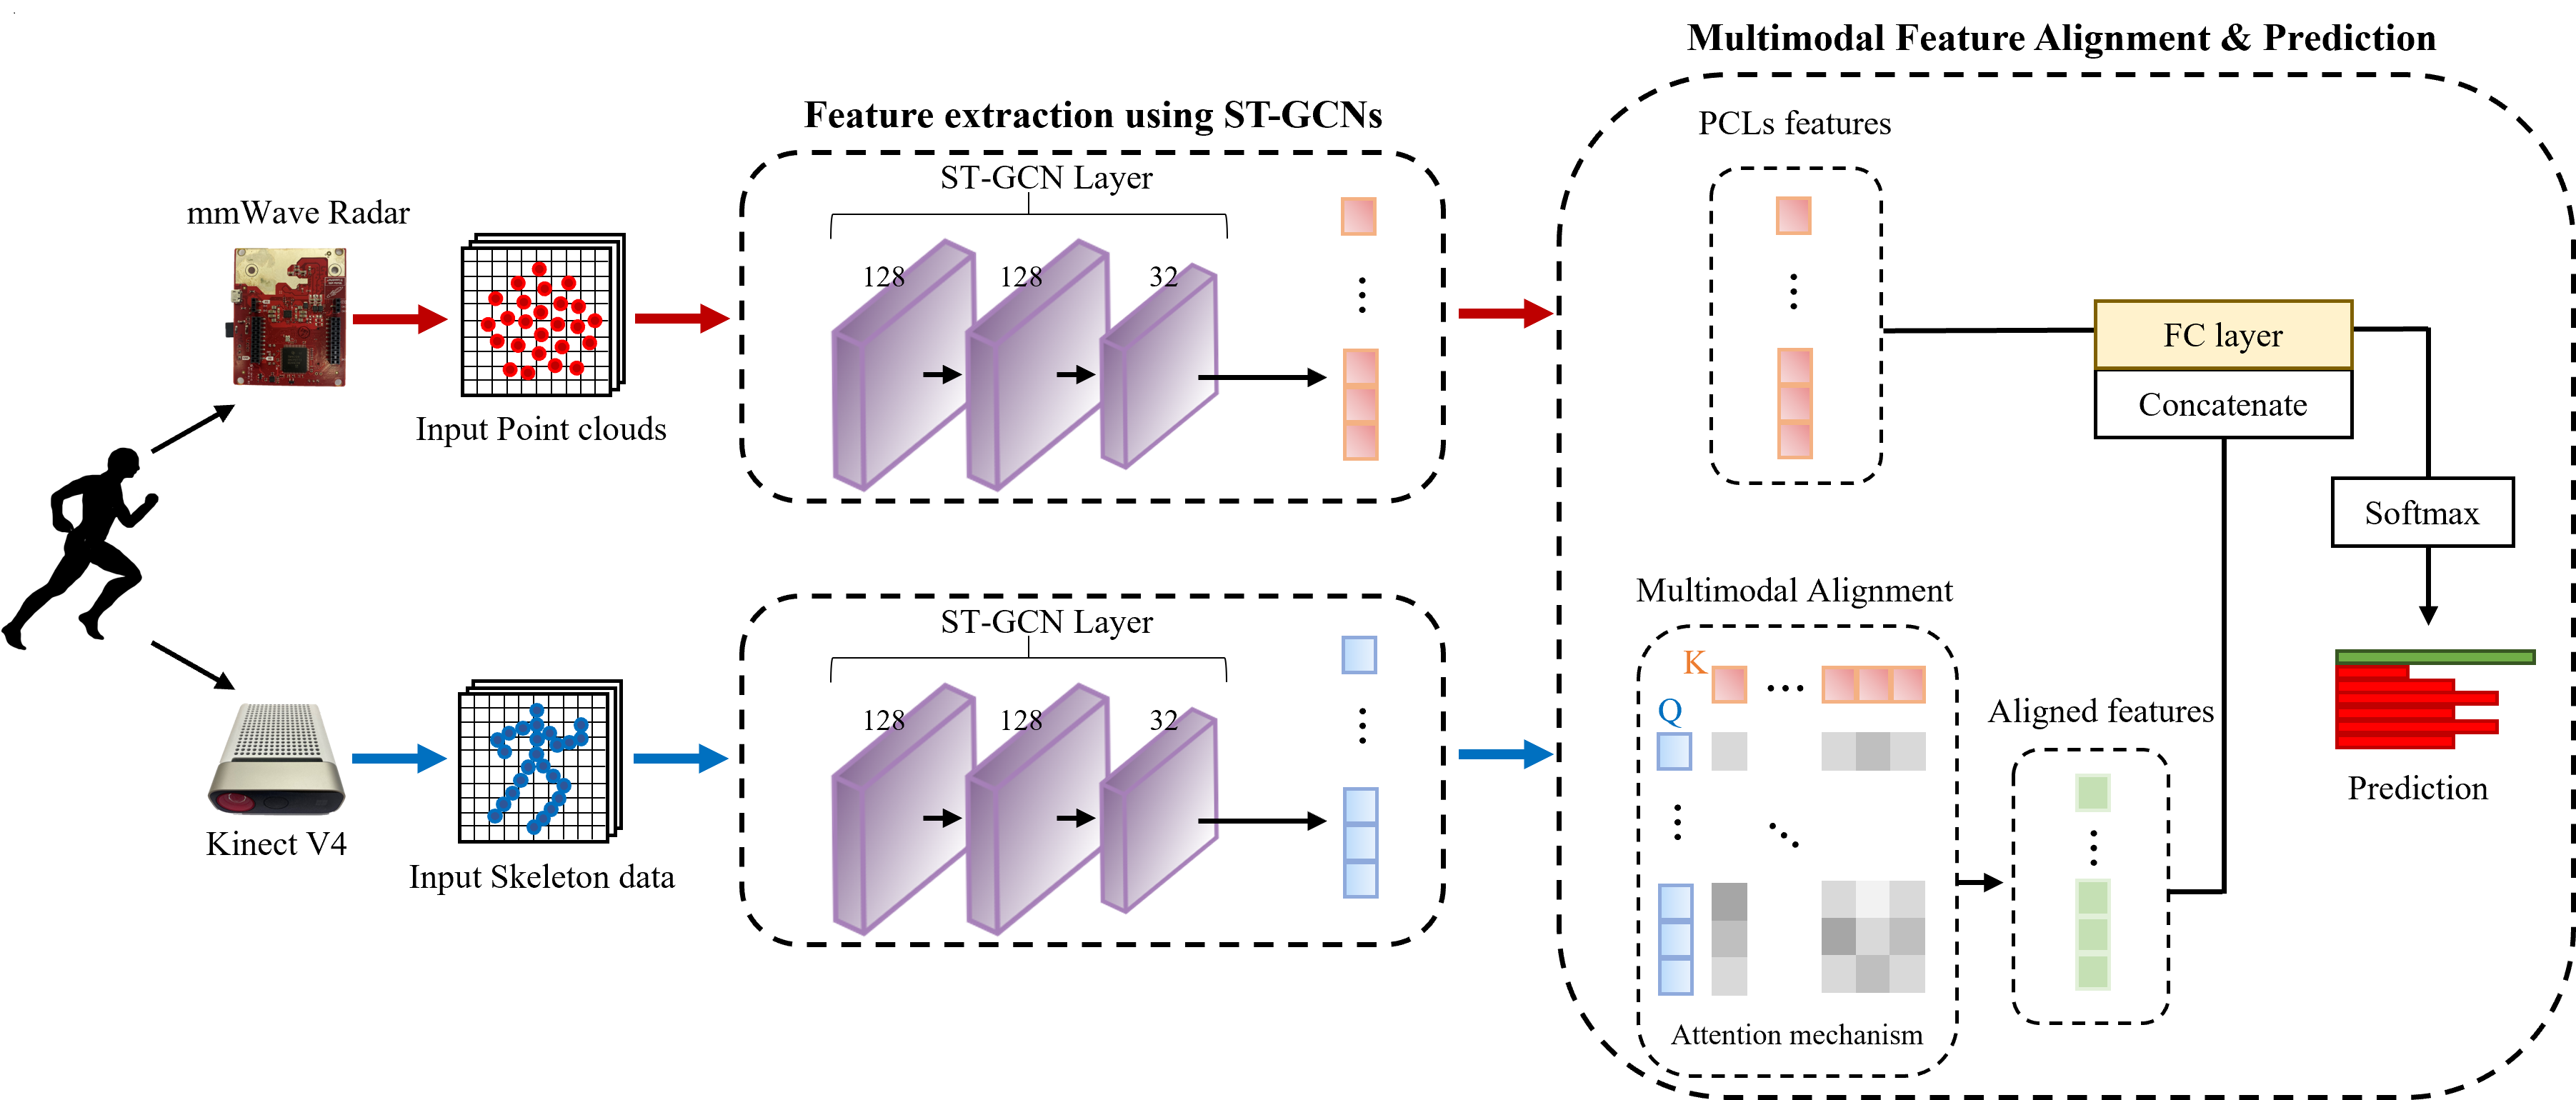 Multimodal Feature Alignment & Prediction
Feature extraction using ST-GCNs
PCLs features
ST-GCN Layer
mmWave Radar
128
128
32
FC layer
Concatenate
Input Point clouds
Softmax
Multimodal Alignment
ST-GCN Layer
K
Q
128
128
32
Aligned features
Prediction
Kinect V4
Input Skeleton data
Attention mechanism